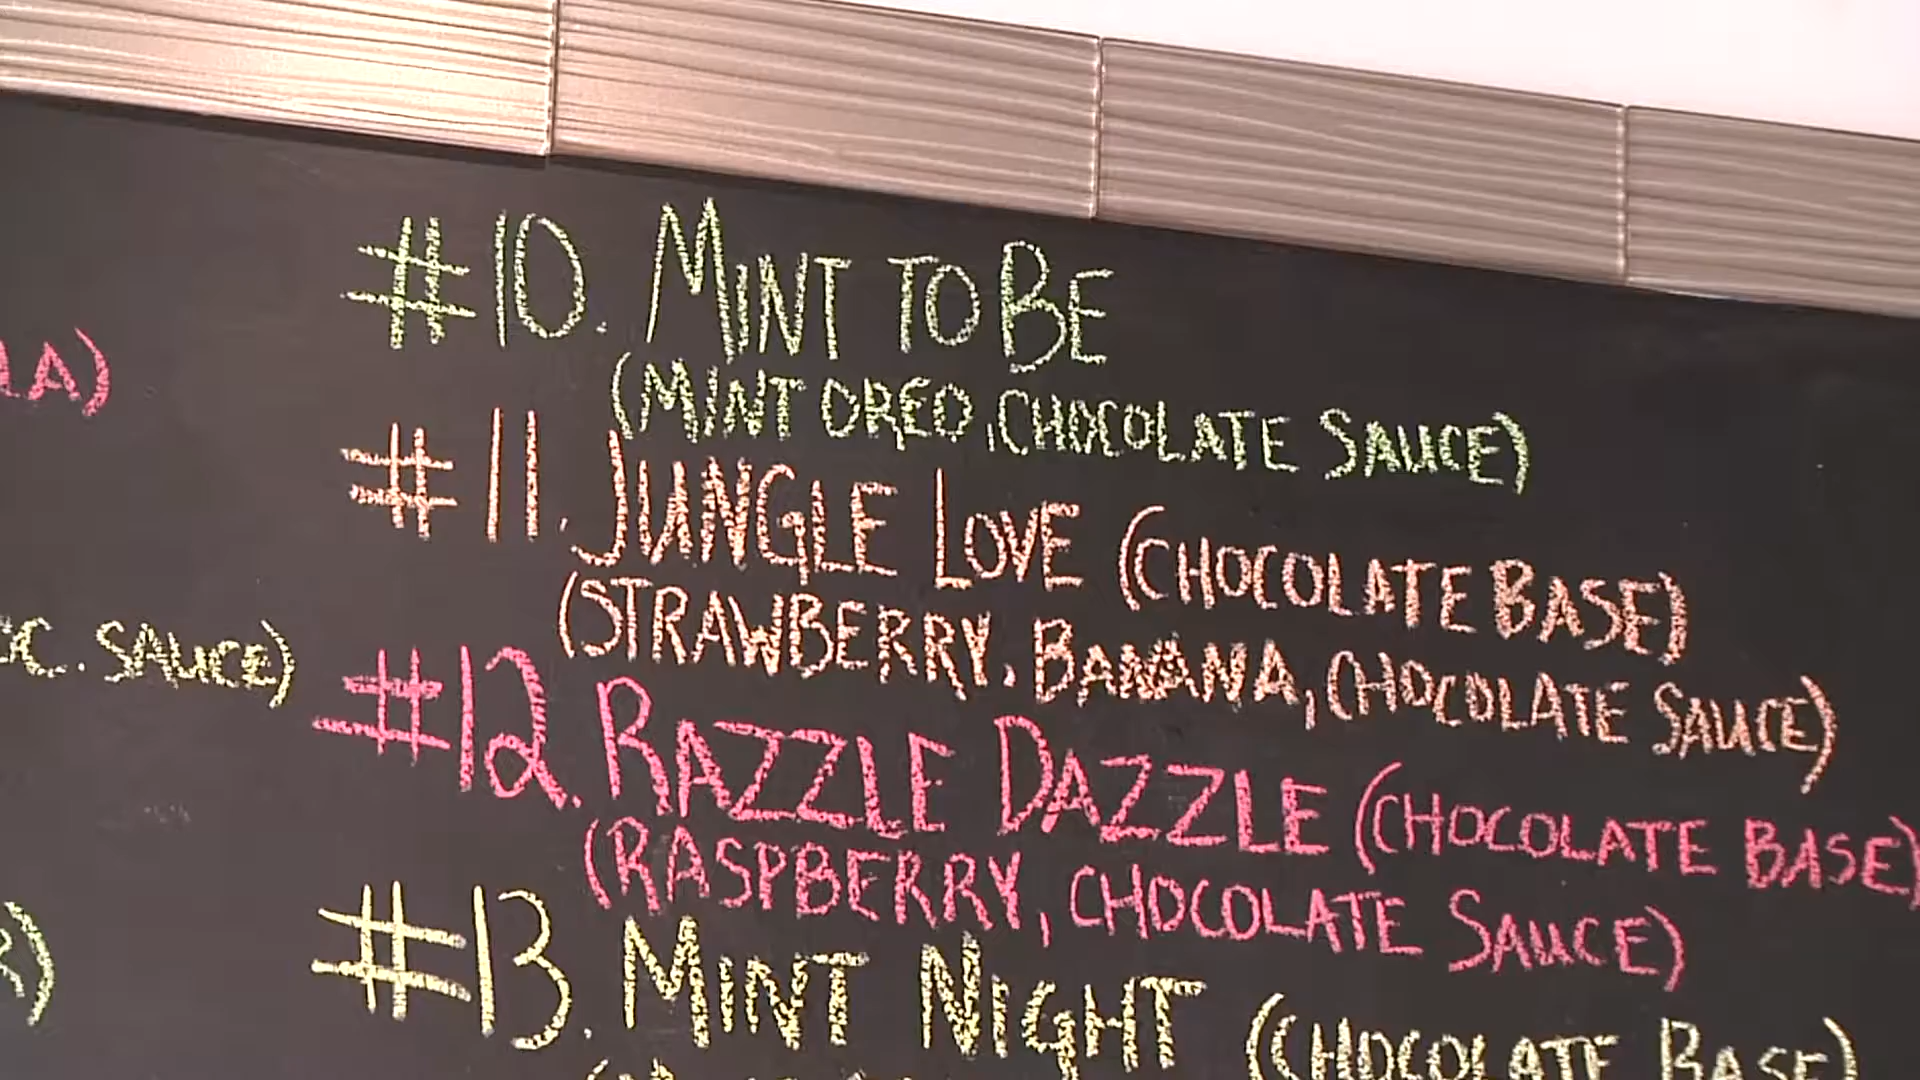 #10. MINT TO BE
(MINT OREO, CHOCOLATE SAUCE)
#11. JUNGLE LOVE (CHOCOLATE BASE)
(STRAWBERRY, BANANA, CHOCOLATE SAUCE)
#12. RAZZLE DAZZLE (CHOCOLATE BASE)
(RASPBERRY, CHOCOLATE SAUCE)
#13. MINT NIGHT (CHOCOLATE BASE)
SAUCE)